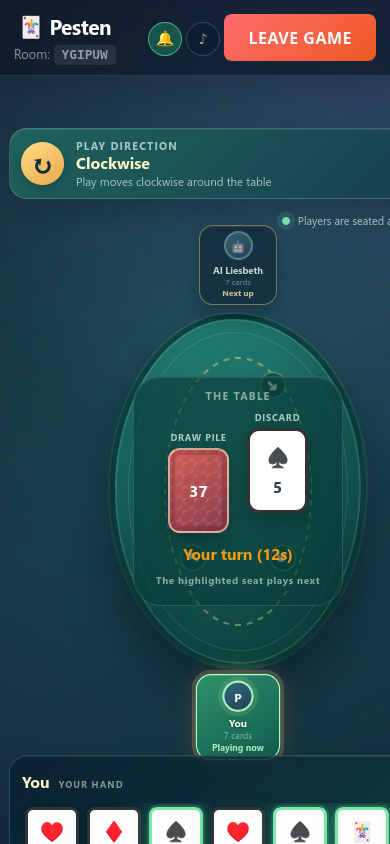 Pesten
Room: YGIPUW
LEAVE GAME
PLAY DIRECTION
Clockwise
Play moves clockwise around the table
Players are seated a
AI Liesbeth
7 cards
Next up
THE TABLE
DISCARD
DRAW PILE
37
5
Your turn (12s)
The highlighted seat plays next
P
You
7 cards
Playing now
You YOUR HAND